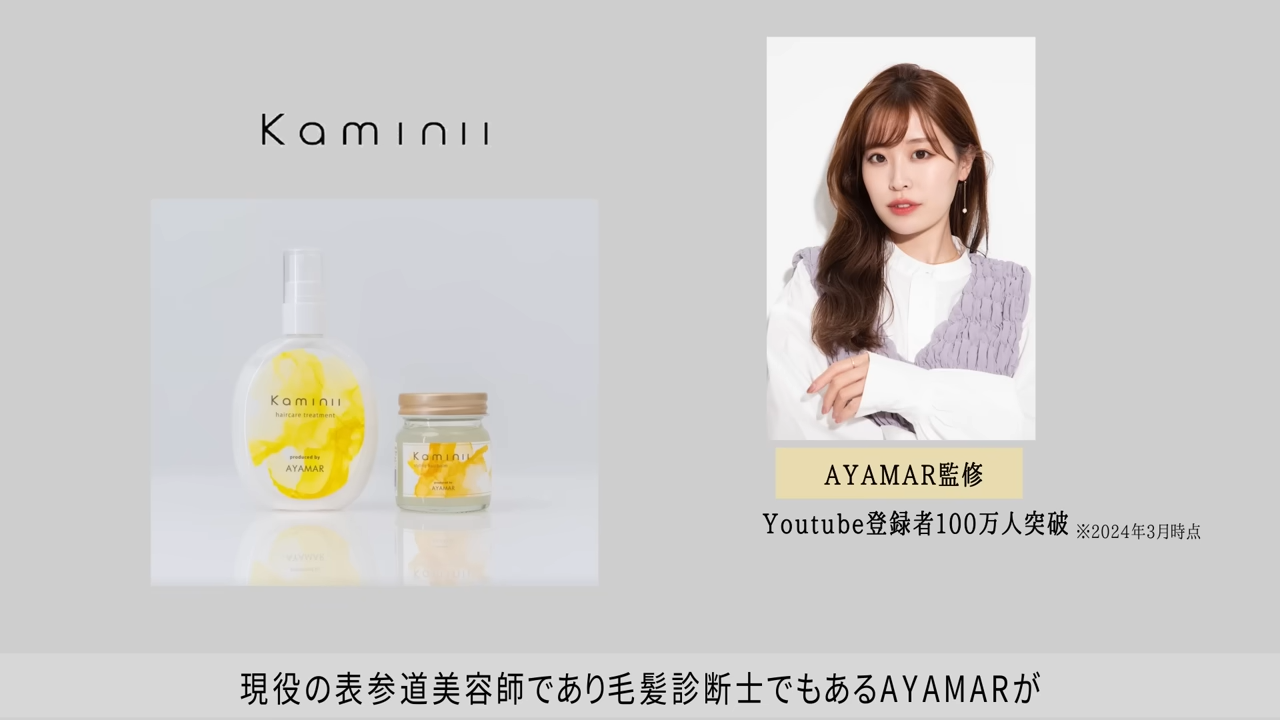 Kaminii
Kaminii
haircare treatment
produced by
AYAMAR
Kaminii
produced by
AYAMAR
AYAMAR監修
Youtube登録者100万人突破 ※2024年3月時点
現役の表参道美容師であり毛髪診断士でもあるAYAMARが